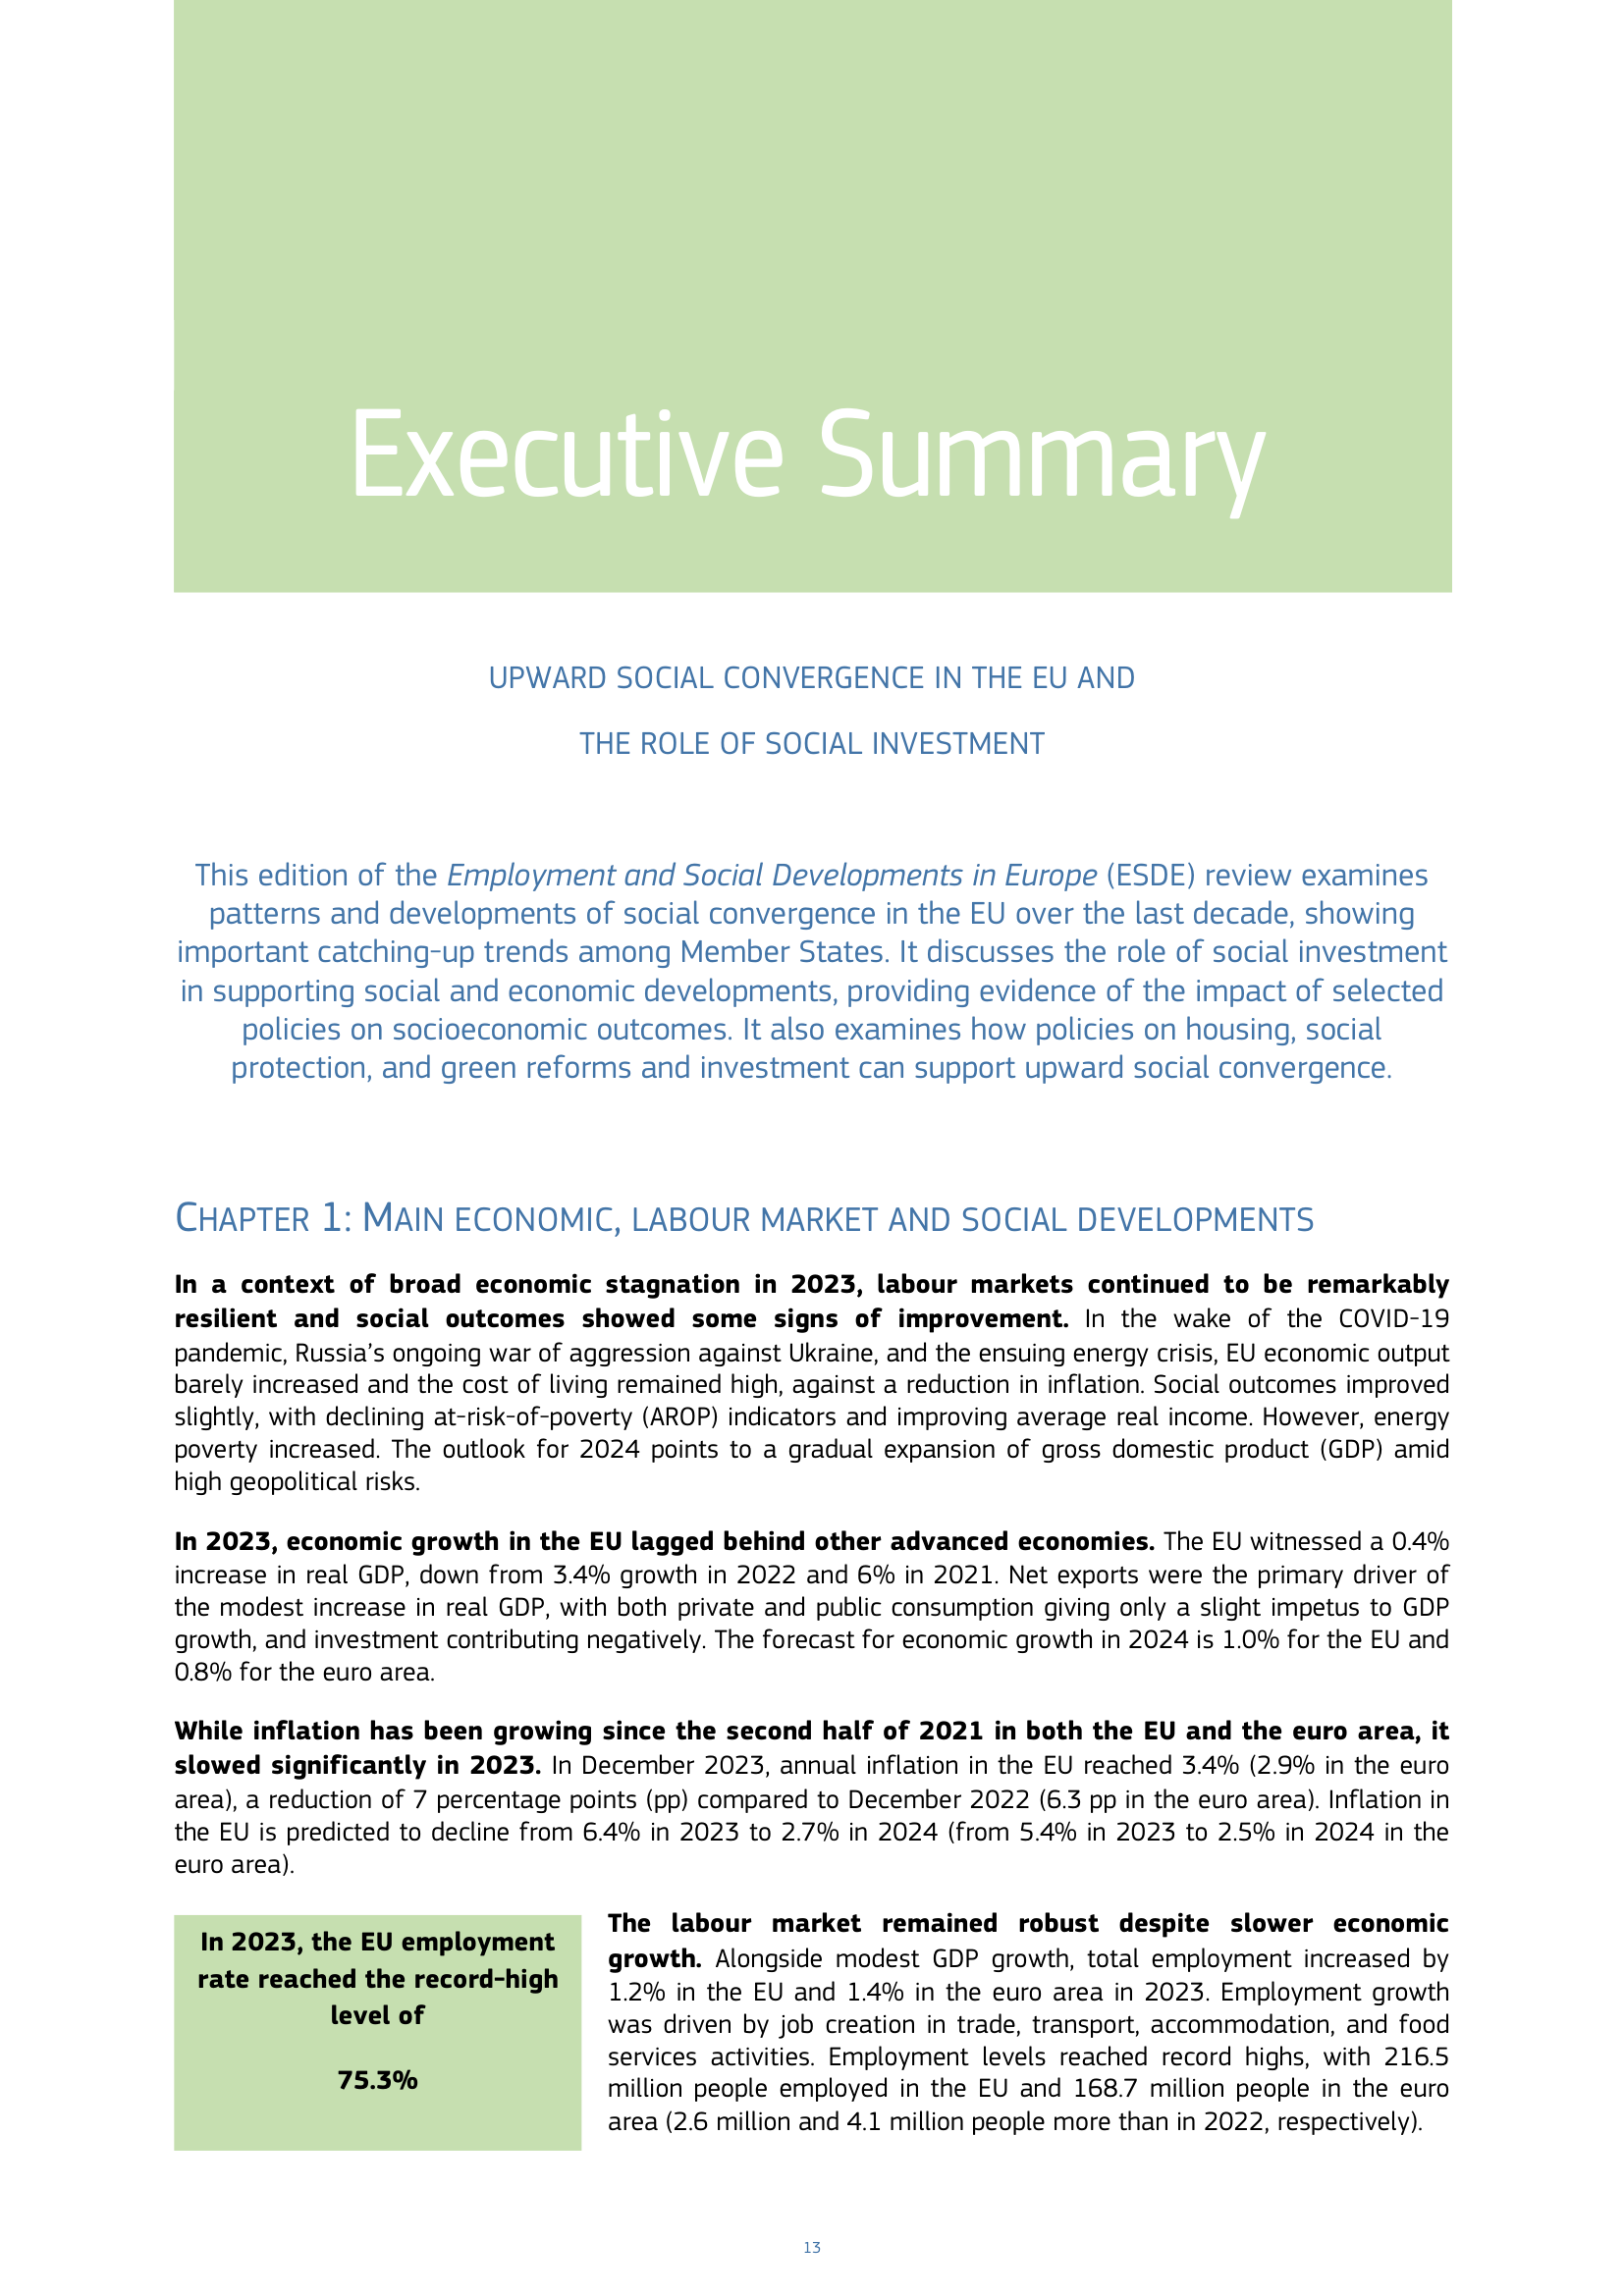 Executive Summary
UPWARD SOCIAL CONVERGENCE IN THE EU AND
THE ROLE OF SOCIAL INVESTMENT
This edition of the Employment and Social Developments in Europe (ESDE) review examines
patterns and developments of social convergence in the EU over the last decade, showing
important catching-up trends among Member States. It discusses the role of social investment
in supporting social and economic developments, providing evidence of the impact of selected
policies on socioeconomic outcomes. It also examines how policies on housing, social
protection, and green reforms and investment can support upward social convergence.
CHAPTER 1: MAIN ECONOMIC, LABOUR MARKET AND SOCIAL DEVELOPMENTS
In a context of broad economic stagnation in 2023, labour markets continued to be remarkably
resilient and social outcomes showed some signs of improvement. In the wake of the COVID-19
pandemic, Russia's ongoing war of aggression against Ukraine, and the ensuing energy crisis, EU economic output
barely increased and the cost of living remained high, against a reduction in inflation. Social outcomes improved
slightly, with declining at-risk-of-poverty (AROP) indicators and improving average real income. However, energy
poverty increased. The outlook for 2024 points to a gradual expansion of gross domestic product (GDP) amid
high geopolitical risks.
In 2023, economic growth in the EU lagged behind other advanced economies. The EU witnessed a 0.4%
increase in real GDP, down from 3.4% growth in 2022 and 6% in 2021. Net exports were the primary driver of
the modest increase in real GDP, with both private and public consumption giving only a slight impetus to GDP
growth, and investment contributing negatively. The forecast for economic growth in 2024 is 1.0% for the EU and
0.8% for the euro area.
While inflation has been growing since the second half of 2021 in both the EU and the euro area, it
slowed significantly in 2023. In December 2023, annual inflation in the EU reached 3.4% (2.9% in the euro
area), a reduction of 7 percentage points (pp) compared to December 2022 (6.3 pp in the euro area). Inflation in
the EU is predicted to decline from 6.4% in 2023 to 2.7% in 2024 (from 5.4% in 2023 to 2.5% in 2024 in the
euro area).
In 2023, the EU employment
rate reached the record-high
level of
75.3%
The labour market remained robust despite slower economic
growth. Alongside modest GDP growth, total employment increased by
1.2% in the EU and 1.4% in the euro area in 2023. Employment growth
was driven by job creation in trade, transport, accommodation, and food
services activities. Employment levels reached record highs, with 216.5
million people employed in the EU and 168.7 million people in the euro
area (2.6 million and 4.1 million people more than in 2022, respectively).
13